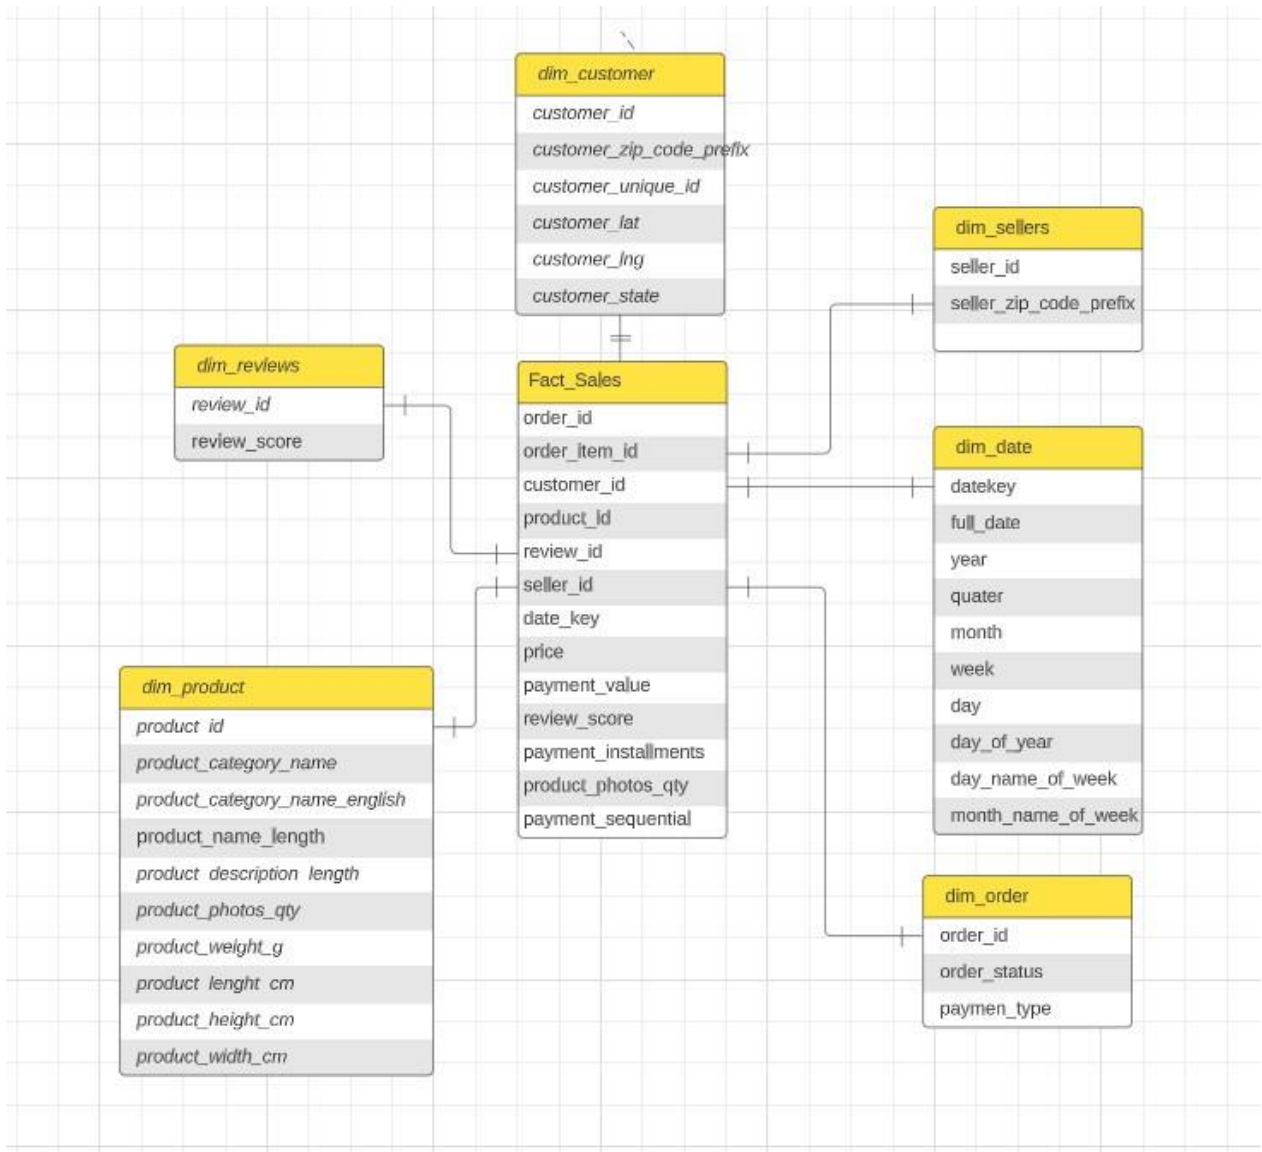 dim_customer
customer_id
customer_zip_code_prefix
customer_unique_id
customer_lat
customer_lng
customer_state
dim_sellers
seller_id
seller_zip_code_prefix
dim_reviews
review_id
review_score
Fact_Sales
order_id
order_item_id
customer_id
product_id
review_id
seller_id
date_key
price
payment_value
review_score
payment_installments
product_photos_qty
payment_sequential
dim_date
datekey
full_date
year
quater
month
week
day
day_of_year
day_name_of_week
month_name_of_week
dim_product
product_id
product_category_name
product_category_name_english
product_name_length
product_description_length
product_photos_qty
product_weight_g
product_lenght_cm
product_height_cm
product_width_cm
dim_order
order_id
order_status
paymen_type